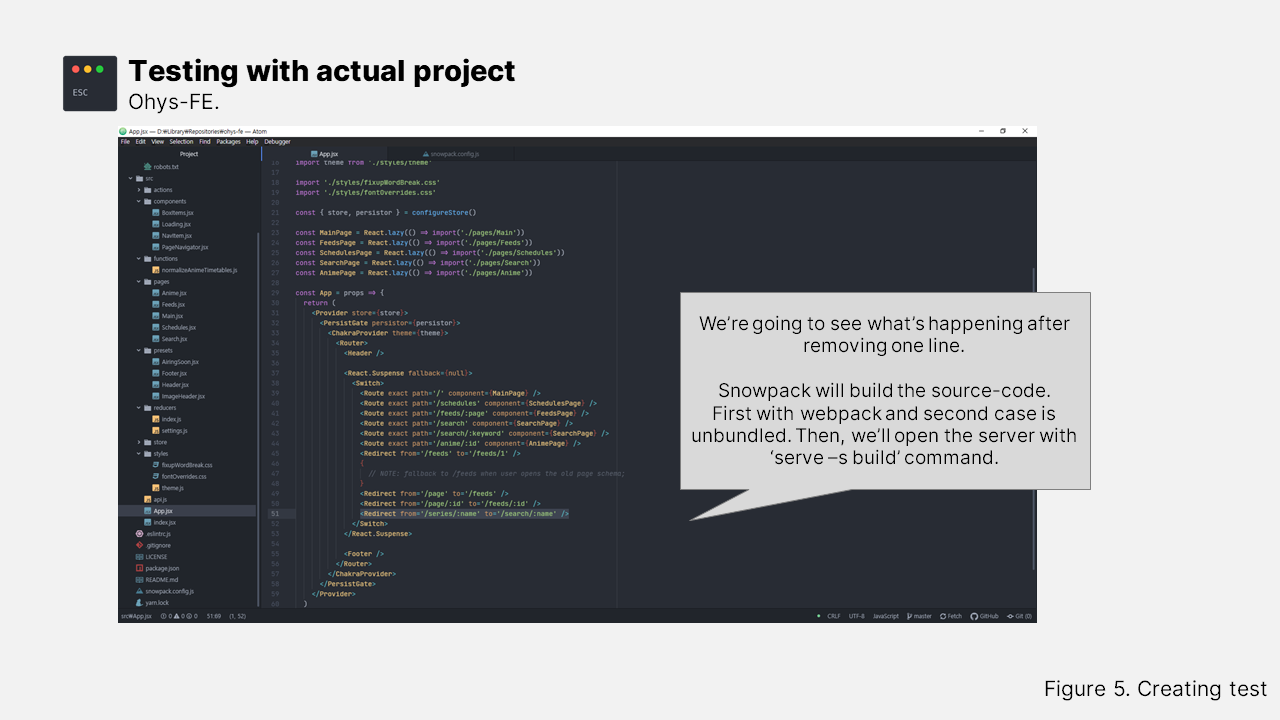 ESC
Testing with actual project
Ohys-FE.
App.jsx — D:₩Library₩Repositories₩ohys-fe — Atom
File Edit View Selection Find Packages Help Debugger
Project
robots.txt
src
actions
components
BoxItems.jsx
Loading.jsx
NavItem.jsx
PageNavigator.jsx
functions
normalizeAnimeTimetables.js
pages
Anime.jsx
Feeds.jsx
Main.jsx
Schedules.jsx
Search.jsx
presets
AiringSoon.jsx
Footer.jsx
Header.jsx
ImageHeader.jsx
reducers
index.js
settings.js
store
styles
fixupWordBreak.css
fontOverrides.css
theme.js
api.js
App.jsx
index.jsx
.eslintrc.js
.gitignore
LICENSE
package.json
README.md
snowpack.config.js
yarn.lock
App.jsx
snowpack.config.js
16 import theme from './styles/theme'
17
18 import './styles/fixupWordBreak.css'
19 import './styles/fontOverrides.css'
20
21 const { store, persistor } = configureStore()
22
23 const MainPage = React.lazy(() => import('./pages/Main'))
24 const FeedsPage = React.lazy(() => import('./pages/Feeds'))
25 const SchedulesPage = React.lazy(() => import('./pages/Schedules'))
26 const SearchPage = React.lazy(() => import('./pages/Search'))
27 const AnimePage = React.lazy(() => import('./pages/Anime'))
28
29 const App = props => {
30 return (
31 <Provider store={store}>
32 <PersistGate persistor={persistor}>
33 <ChakraProvider theme={theme}>
34 <Router>
35 <Header />
36
37 <React.Suspense fallback={null}>
38 <Switch>
39 <Route exact path='/' component={MainPage} />
40 <Route exact path='/schedules' component={SchedulesPage} />
41 <Route exact path='/feeds/:page' component={FeedsPage} />
42 <Route exact path='/search' component={SearchPage} />
43 <Route exact path='/search/:keyword' component={SearchPage} />
44 <Route exact path='/anime/:id' component={AnimePage} />
45 <Redirect from='/feeds' to='/feeds/1' />
46 {
47 // NOTE: fallback to /feeds when user opens the old page schema;
48 }
49 <Redirect from='/page' to='/feeds' />
50 <Redirect from='/page/:id' to='/feeds/:id' />
51 <Redirect from='/series/:name' to='/search/:name' />
52 </Switch>
53 </React.Suspense>
54
55 <Footer />
56 </Router>
57 </ChakraProvider>
58 </PersistGate>
59 </Provider>
60 )
src₩App.jsx 0 0 0 51:69 (1, 52)
CRLF UTF-8 JavaScript master Fetch GitHub Git (0)
We're going to see what's happening after
removing one line.
Snowpack will build the source-code.
First with webpack and second case is
unbundled. Then, we'll open the server with
‘serve –s build’ command.
Figure 5. Creating test